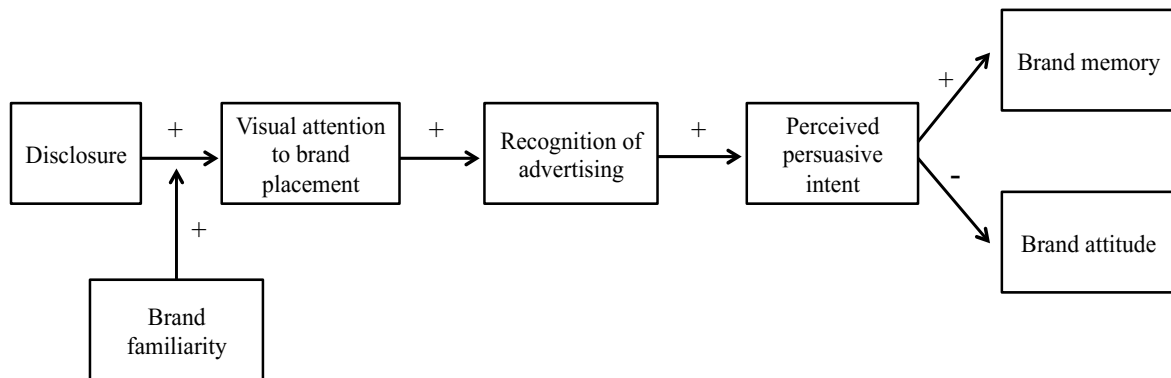 Disclosure
+
Visual attention
to brand
placement
+
Recognition of
advertising
+
Perceived
persuasive
intent
+
Brand memory
-
Brand attitude
+
Brand
familiarity